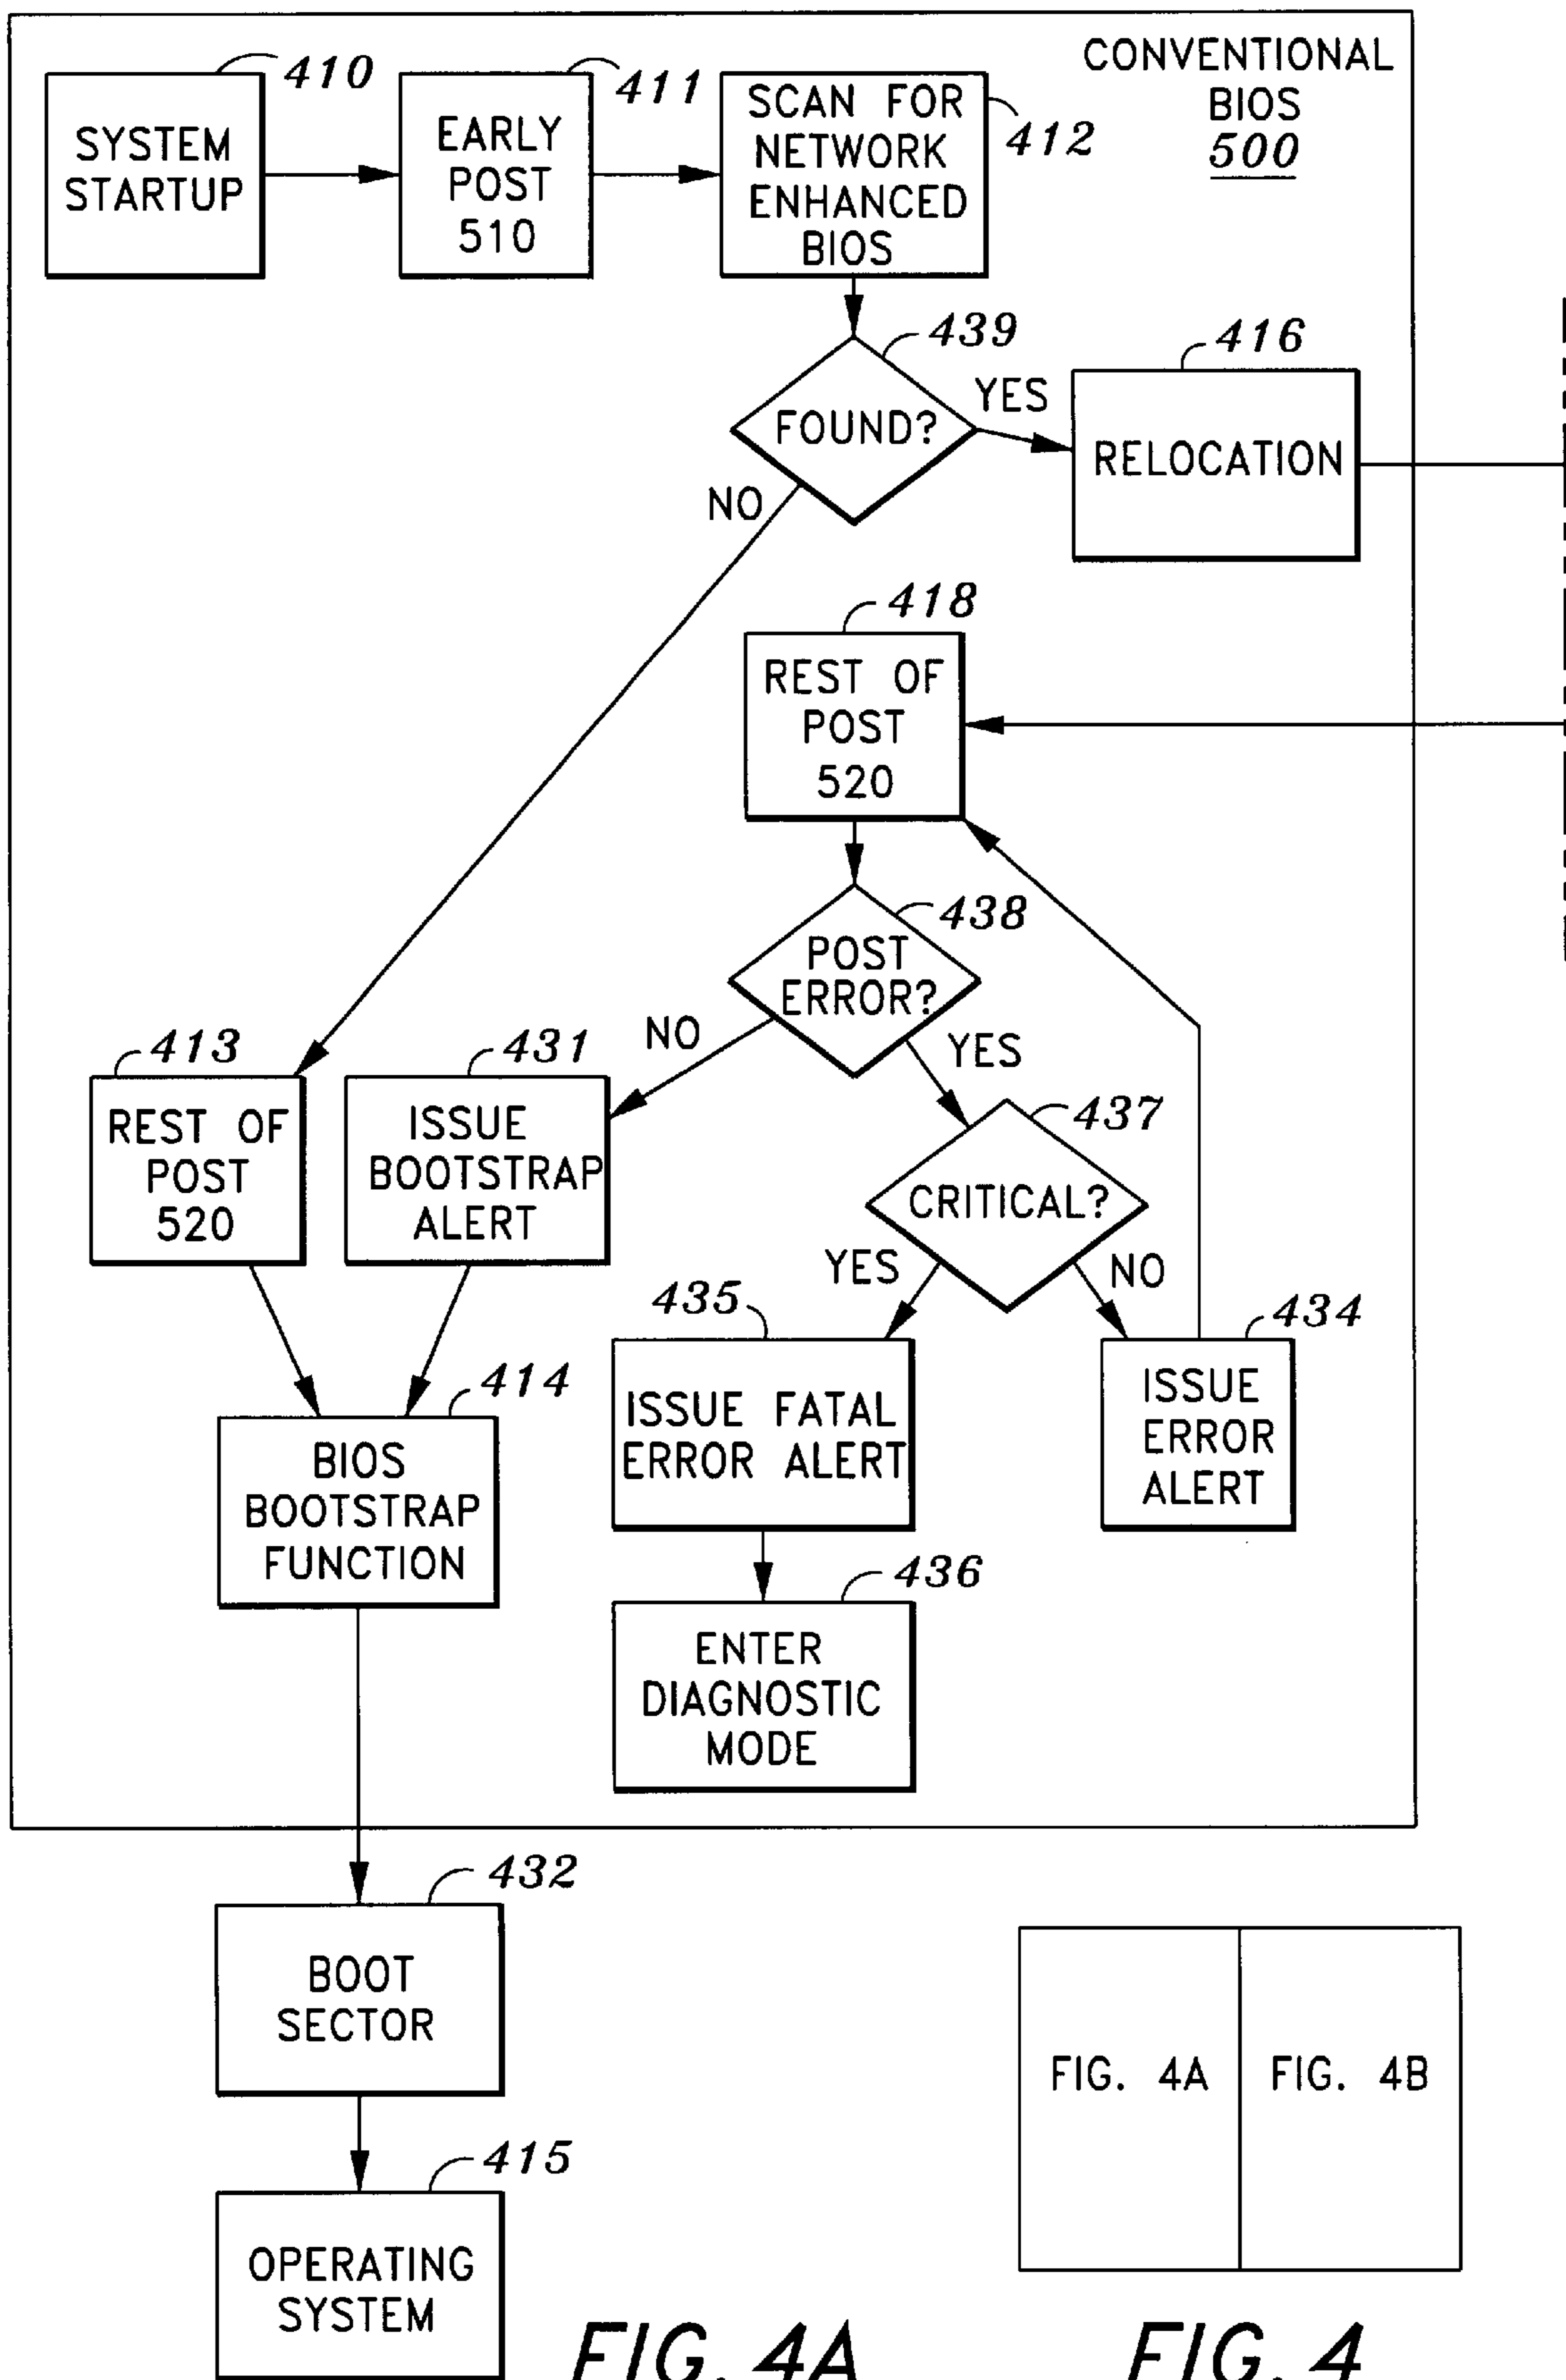 CONVENTIONAL
BIOS
500
410
SYSTEM
STARTUP
411
EARLY
POST
510
412
SCAN FOR
NETWORK
ENHANCED
BIOS
439
FOUND?
YES
NO
416
RELOCATION
418
REST OF
POST
520
438
POST
ERROR?
NO
YES
413
REST OF
POST
520
431
ISSUE
BOOTSTRAP
ALERT
437
CRITICAL?
YES
NO
435
ISSUE FATAL
ERROR ALERT
434
ISSUE
ERROR
ALERT
414
BIOS
BOOTSTRAP
FUNCTION
436
ENTER
DIAGNOSTIC
MODE
432
BOOT
SECTOR
415
OPERATING
SYSTEM
FIG. 4A
FIG. 4B
FIG. 4A
FIG. 4